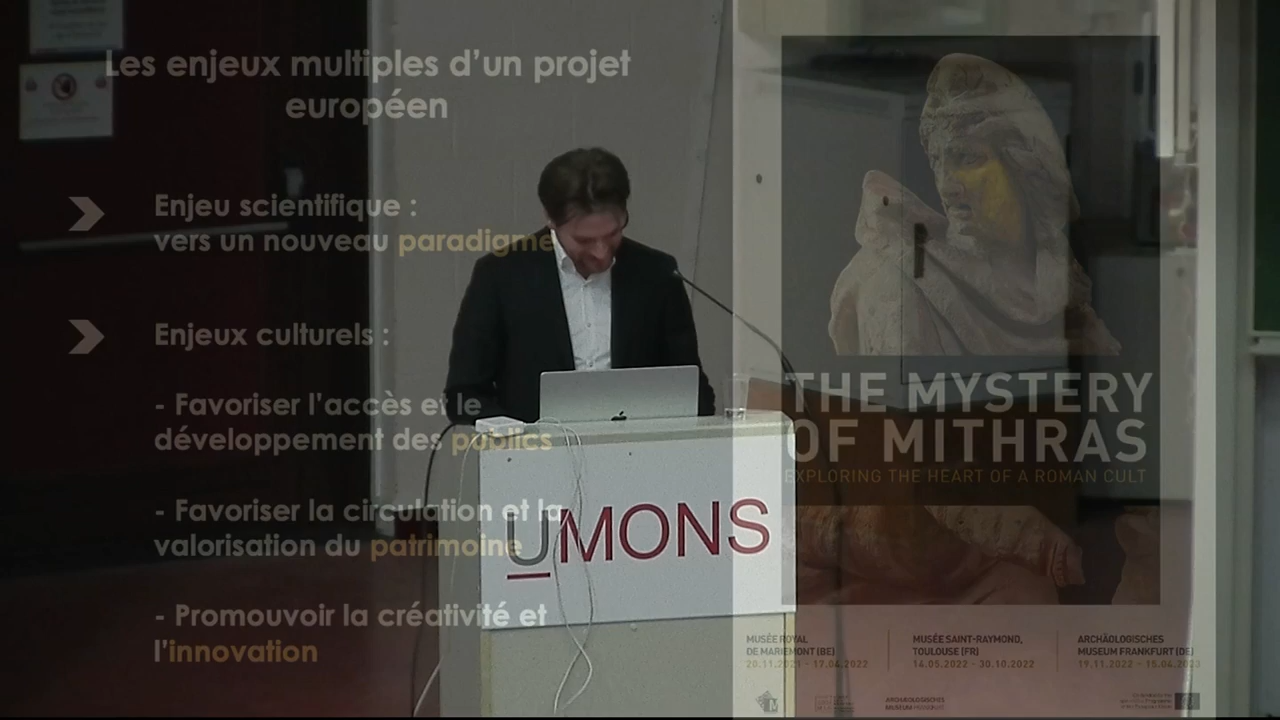 Les enjeux multiples d'un projet
européen
Enjeu scientifique :
vers un nouveau paradigme
Enjeux culturels :
- Favoriser l'accès et le
développement des publics
- Favoriser la circulation et la
valorisation du patrimoine
- Promouvoir la créativité et
l'innovation
UMONS
THE MYSTERY
OF MITHRAS
EXPLORING THE HEART OF A ROMAN CULT
MUSÉE ROYAL
DE MARIEMONT (BE)
20.11.2021 - 17.04.2022
MUSÉE SAINT-RAYMOND,
TOULOUSE (FR)
14.05.2022 - 30.10.2022
ARCHÄOLOGISCHES
MUSEUM FRANKFURT (DE)
19.11.2022 - 15.04.2023
ARCHÄOLOGISCHES
MUSEUM FRANKFURT